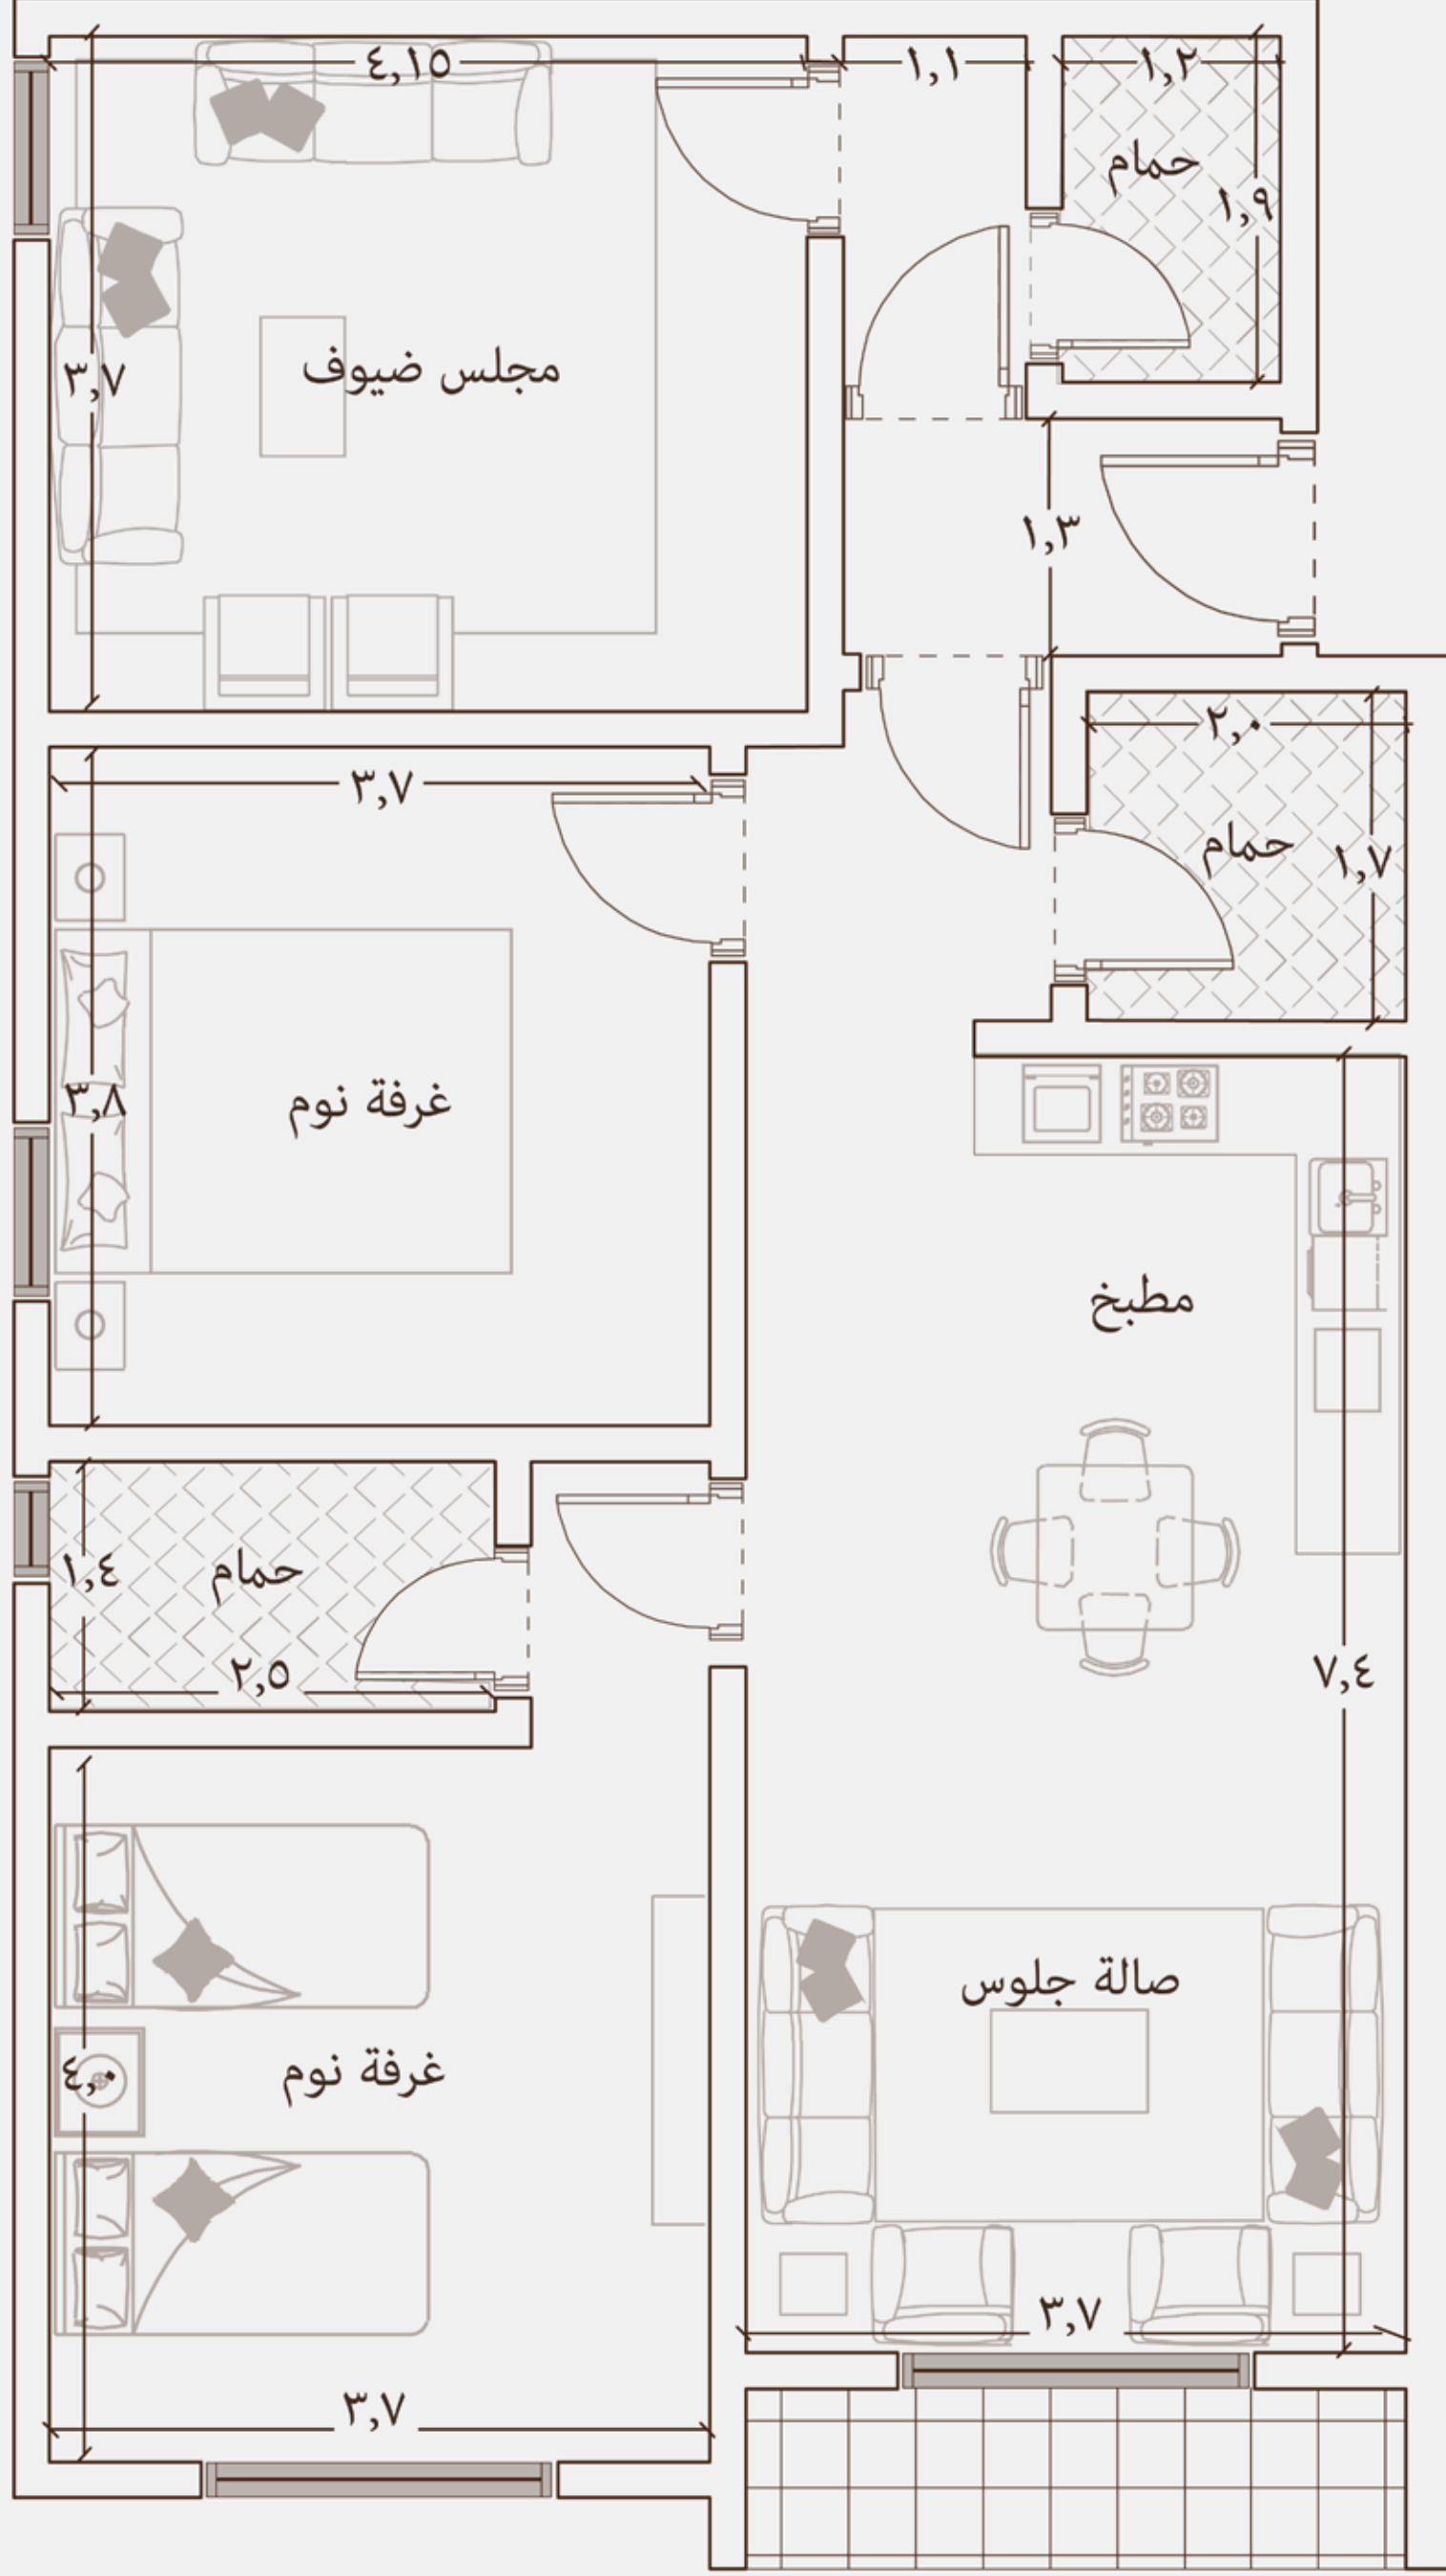 ٤,١٥
١,١
١,٢
حمام
١,٩
مجلس ضيوف
٣,٧
١,٣
٢,٠
٣,٧
حمام
١,٧
غرفة نوم
٣,٨
مطبخ
حمام
١,٤
٢,٥
٧,٤
صالة جلوس
غرفة نوم
٤,٠
٣,٧
٣,٧